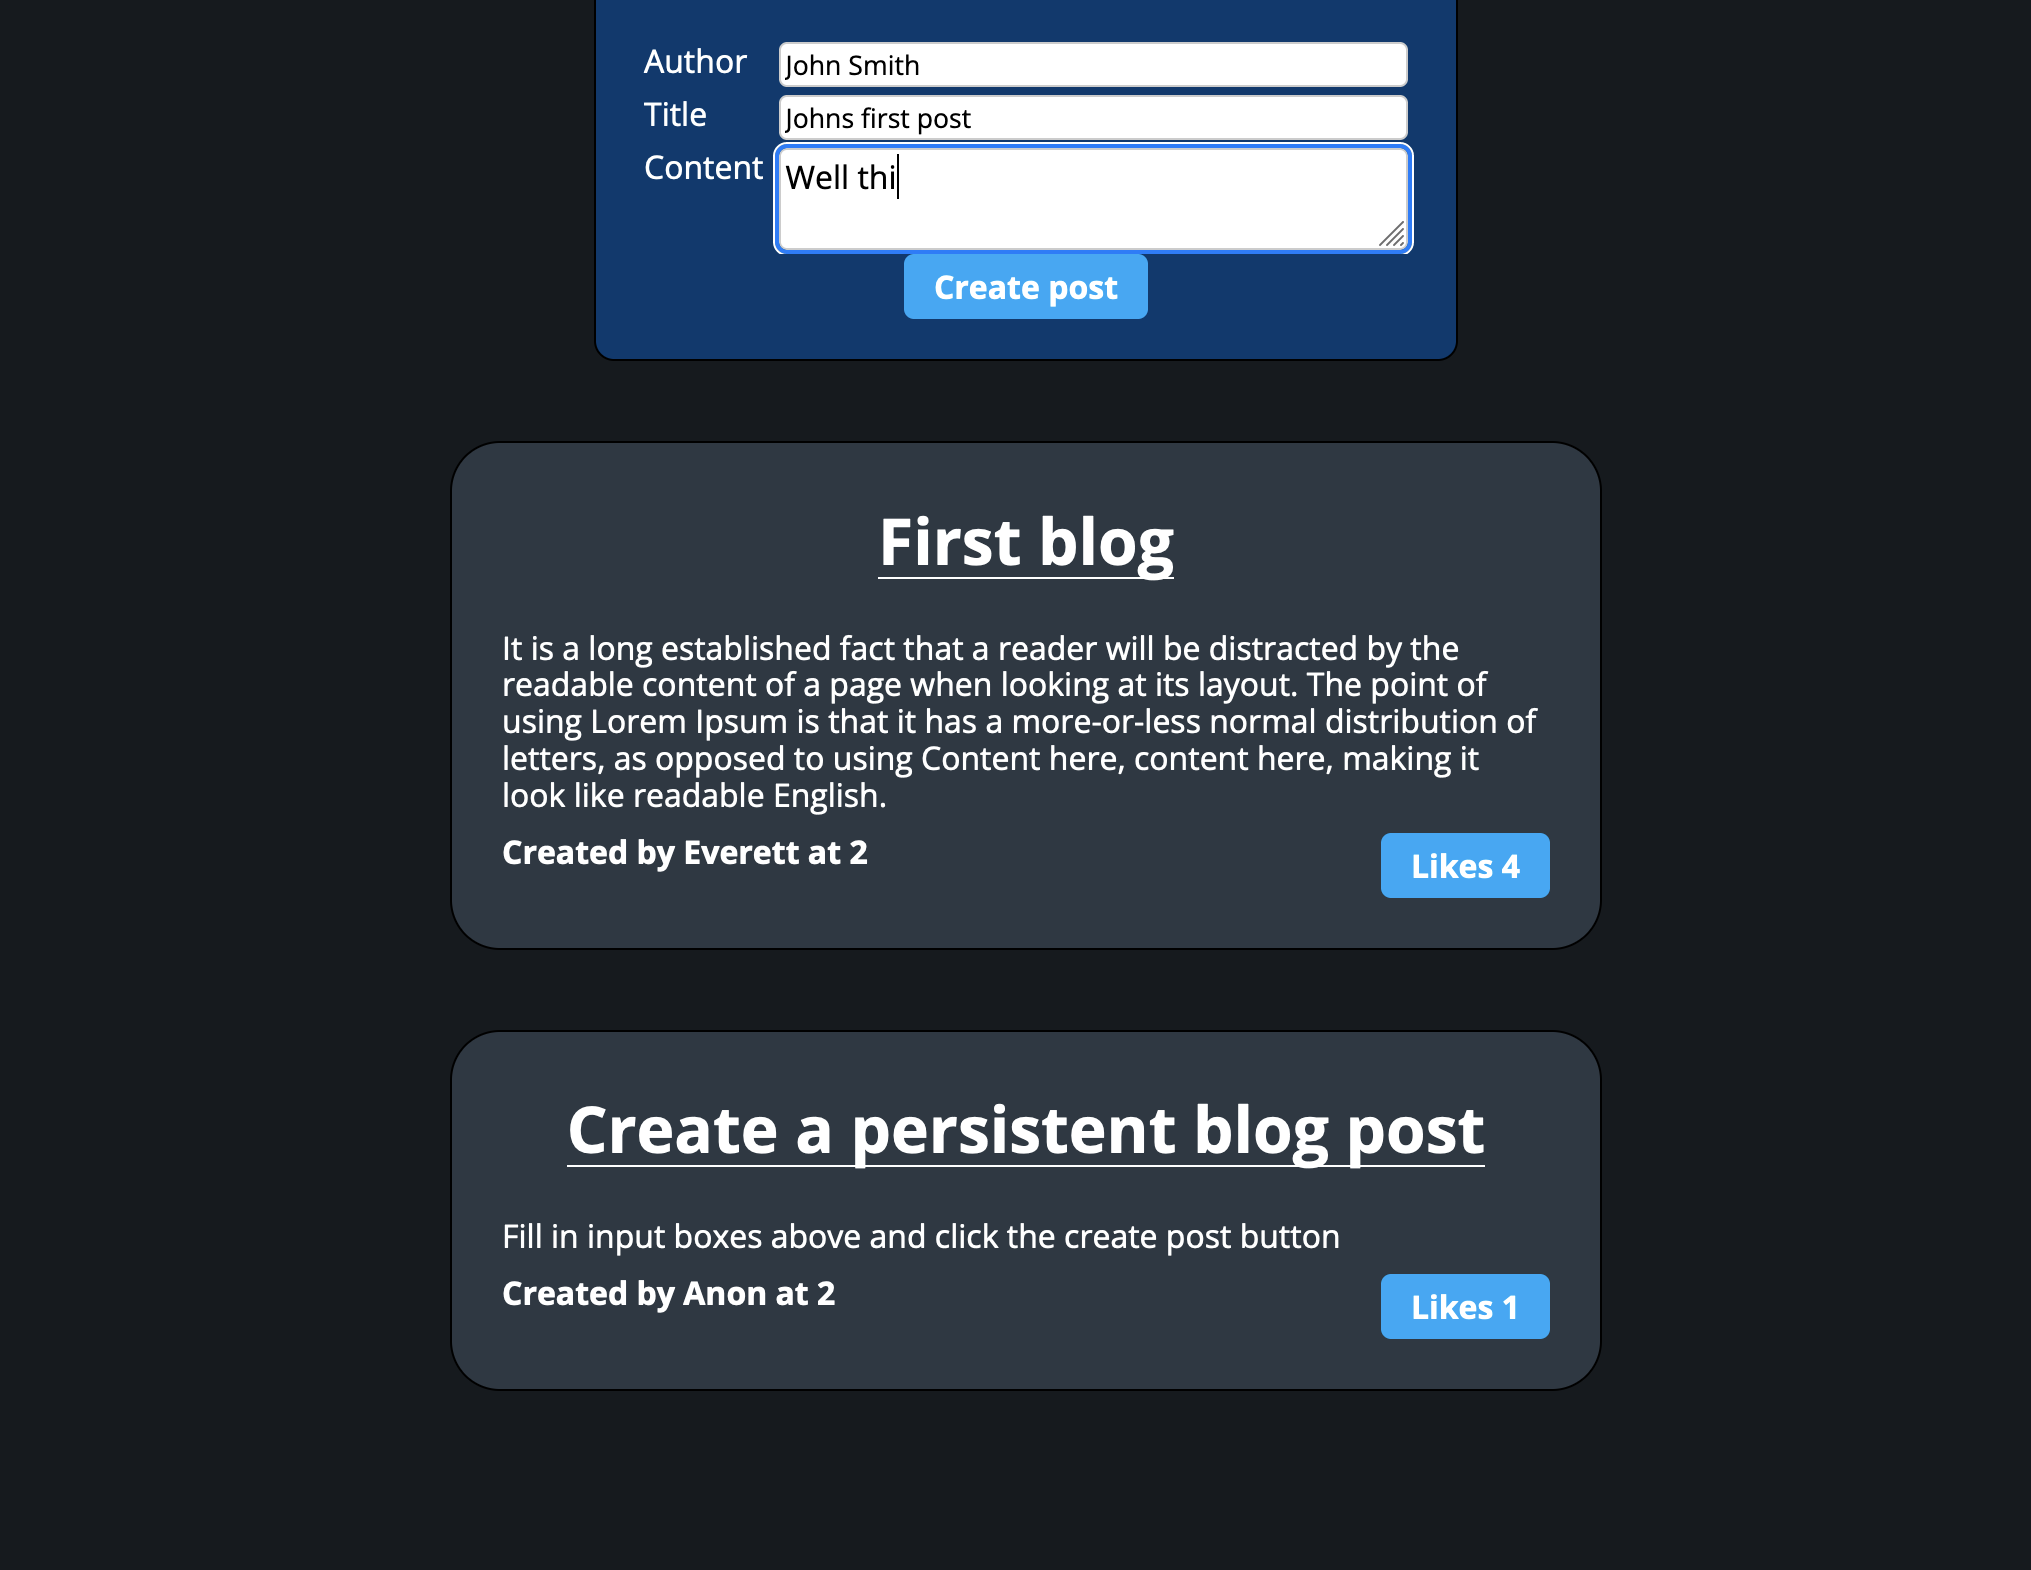 Author John Smith
Title Johns first post
Content Well thi
Create post
First blog
It is a long established fact that a reader will be distracted by the
readable content of a page when looking at its layout. The point of
using Lorem Ipsum is that it has a more-or-less normal distribution of
letters, as opposed to using Content here, content here, making it
look like readable English.
Created by Everett at 2
Likes 4
Create a persistent blog post
Fill in input boxes above and click the create post button
Created by Anon at 2
Likes 1